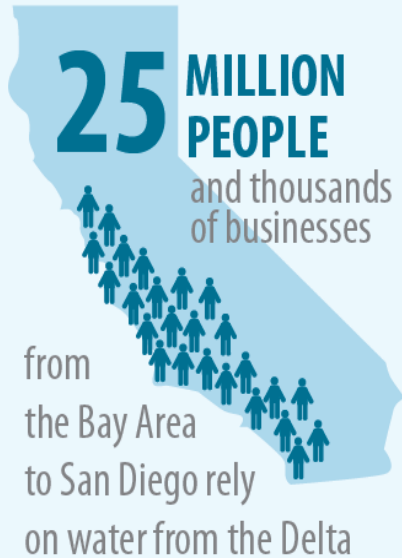 25 MILLION
PEOPLE
and thousands
of businesses
from
the Bay Area
to San Diego rely
on water from the Delta